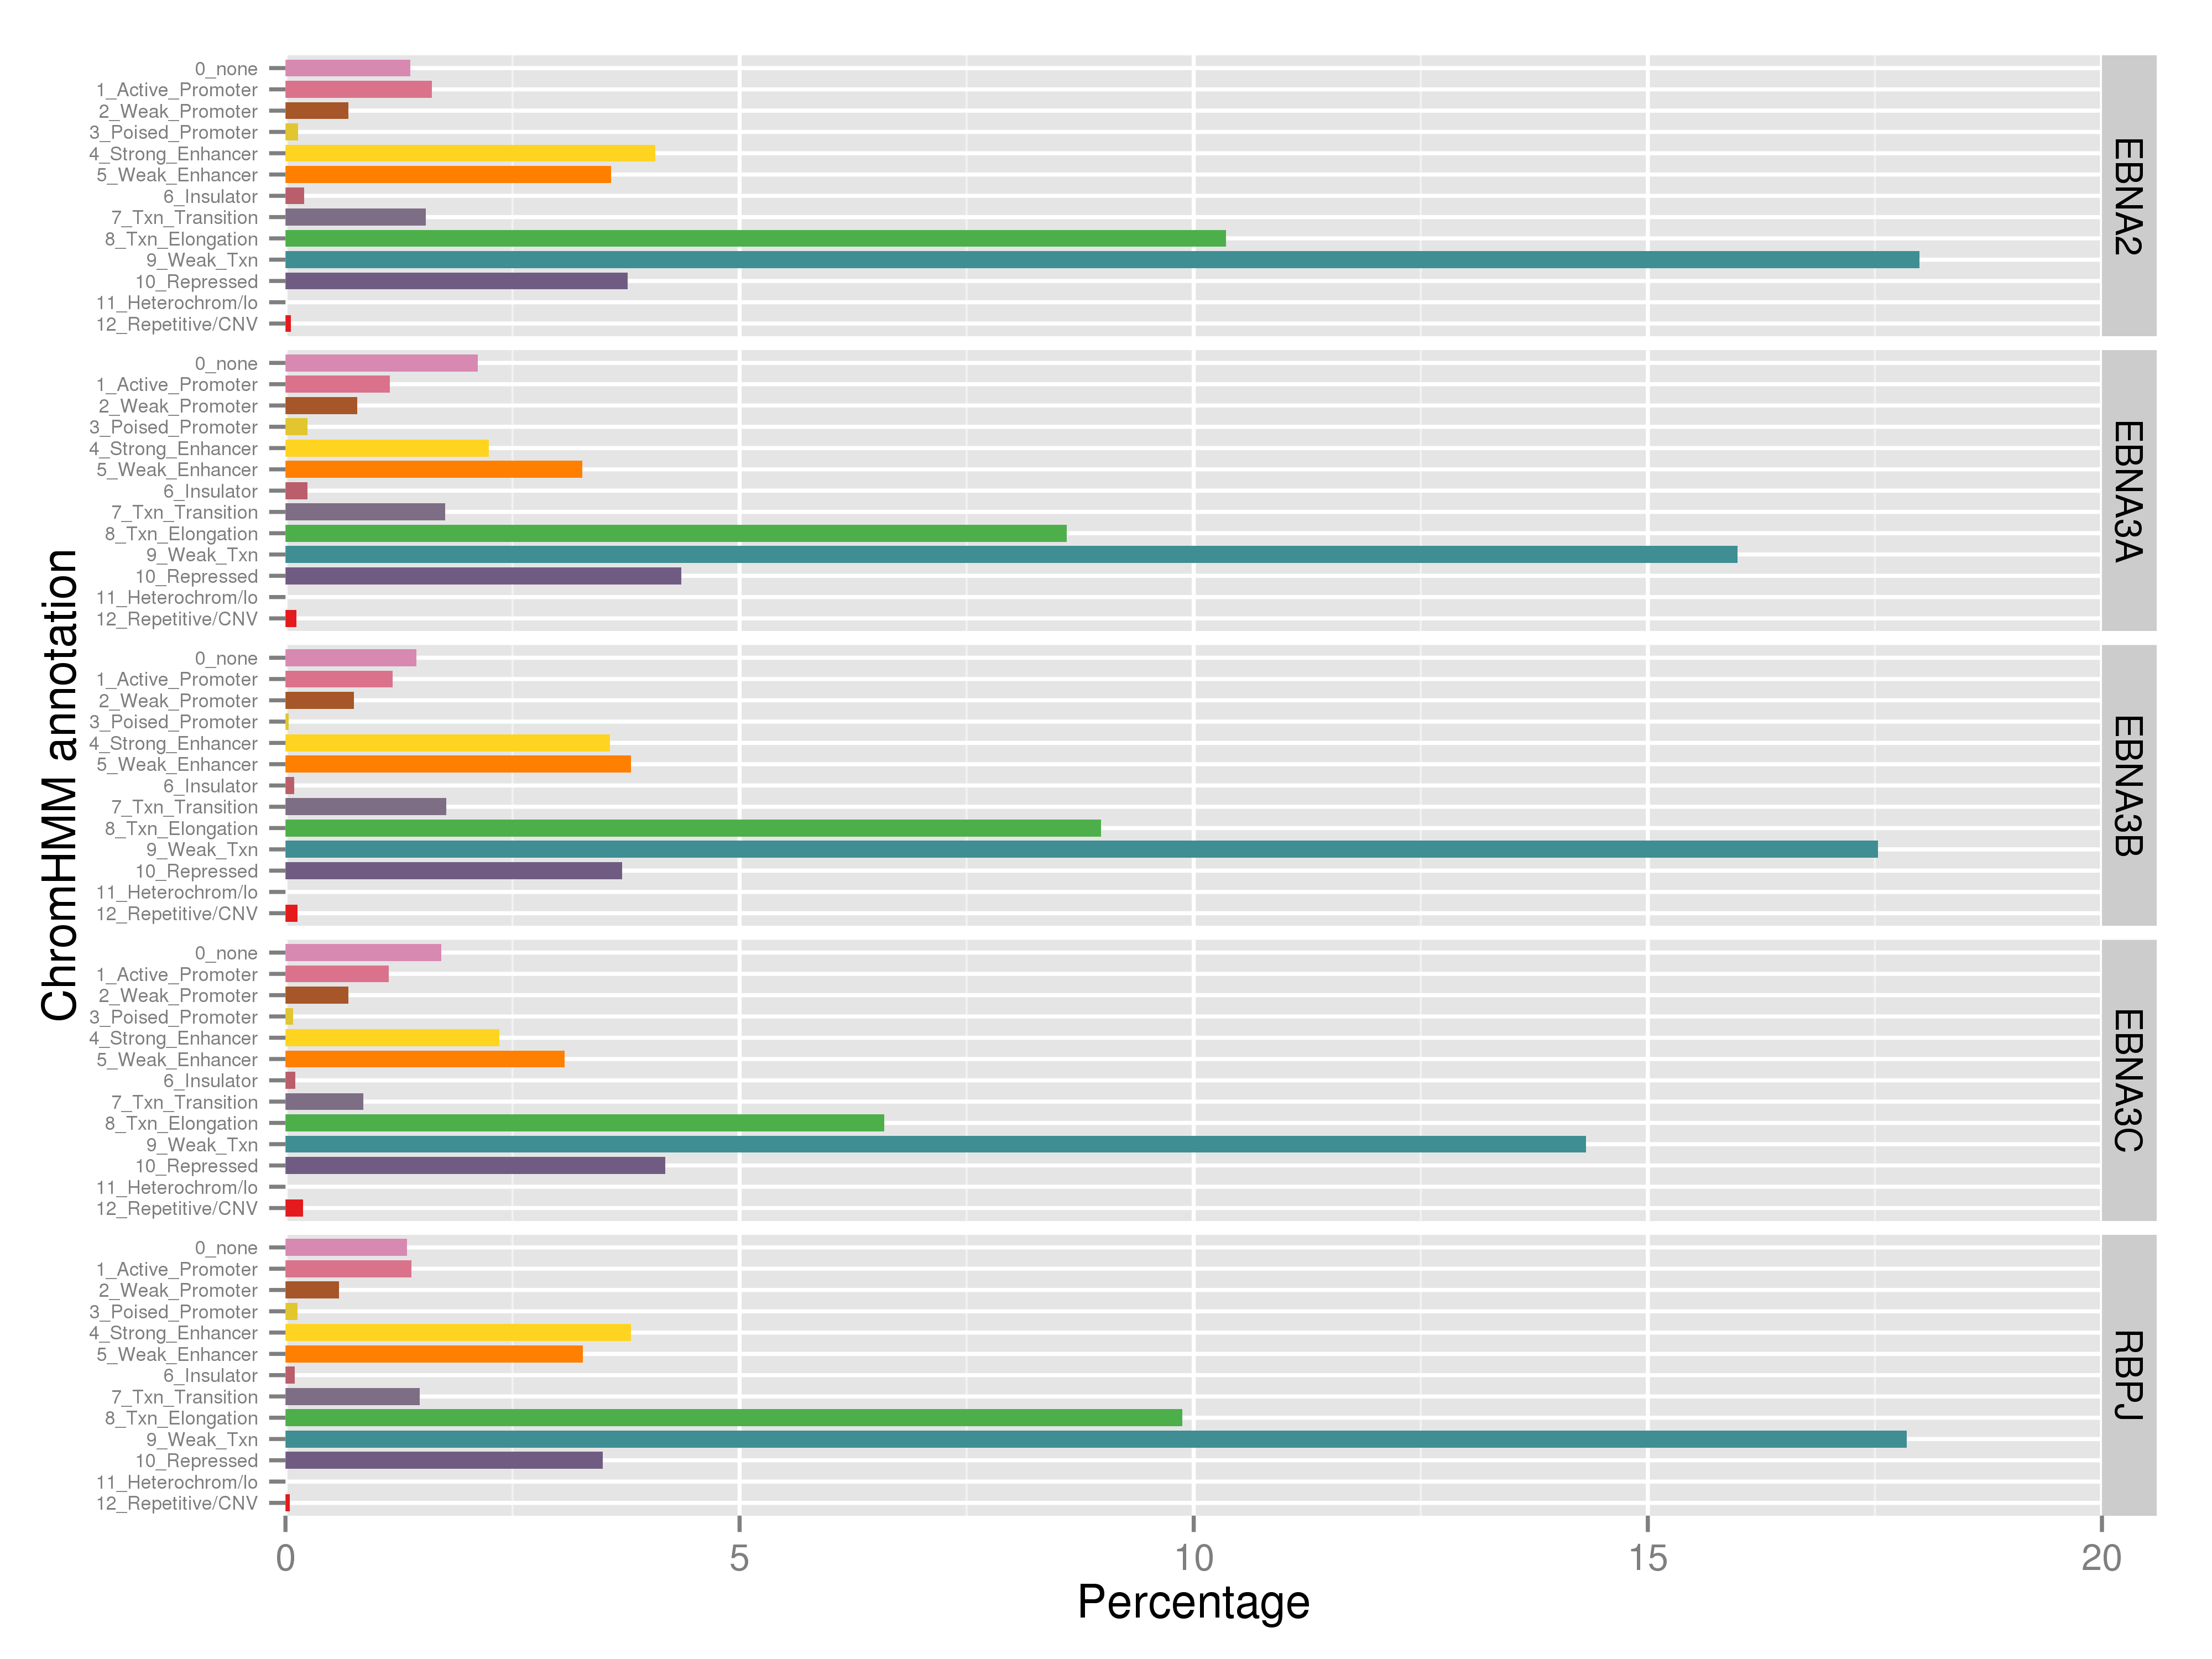 0_none
1_Active_Promoter
2_Weak_Promoter
3_Poised_Promoter
4_Strong_Enhancer
5_Weak_Enhancer
6_Insulator
7_Txn_Transition
8_Txn_Elongation
9_Weak_Txn
10_Repressed
11_Heterochrom/lo
12_Repetitive/CNV
EBNA2
0_none
1_Active_Promoter
2_Weak_Promoter
3_Poised_Promoter
4_Strong_Enhancer
5_Weak_Enhancer
6_Insulator
7_Txn_Transition
8_Txn_Elongation
9_Weak_Txn
10_Repressed
11_Heterochrom/lo
12_Repetitive/CNV
EBNA3A
0_none
1_Active_Promoter
2_Weak_Promoter
3_Poised_Promoter
4_Strong_Enhancer
5_Weak_Enhancer
6_Insulator
7_Txn_Transition
8_Txn_Elongation
9_Weak_Txn
10_Repressed
11_Heterochrom/lo
12_Repetitive/CNV
EBNA3B
0_none
1_Active_Promoter
2_Weak_Promoter
3_Poised_Promoter
4_Strong_Enhancer
5_Weak_Enhancer
6_Insulator
7_Txn_Transition
8_Txn_Elongation
9_Weak_Txn
10_Repressed
11_Heterochrom/lo
12_Repetitive/CNV
EBNA3C
0_none
1_Active_Promoter
2_Weak_Promoter
3_Poised_Promoter
4_Strong_Enhancer
5_Weak_Enhancer
6_Insulator
7_Txn_Transition
8_Txn_Elongation
9_Weak_Txn
10_Repressed
11_Heterochrom/lo
12_Repetitive/CNV
RBPJ
ChromHMM annotation
0 5 10 15 20
Percentage